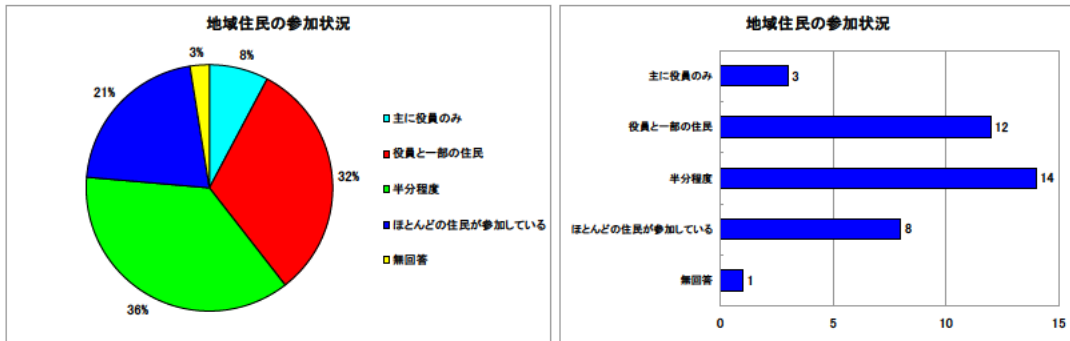 地域住民の参加状況
3%
8%
21%
32%
36%
主に役員のみ
役員と一部の住民
半分程度
ほとんどの住民が参加している
無回答
地域住民の参加状況
主に役員のみ
3
役員と一部の住民
12
半分程度
14
ほとんどの住民が参加している
8
無回答
1
0
5
10
15